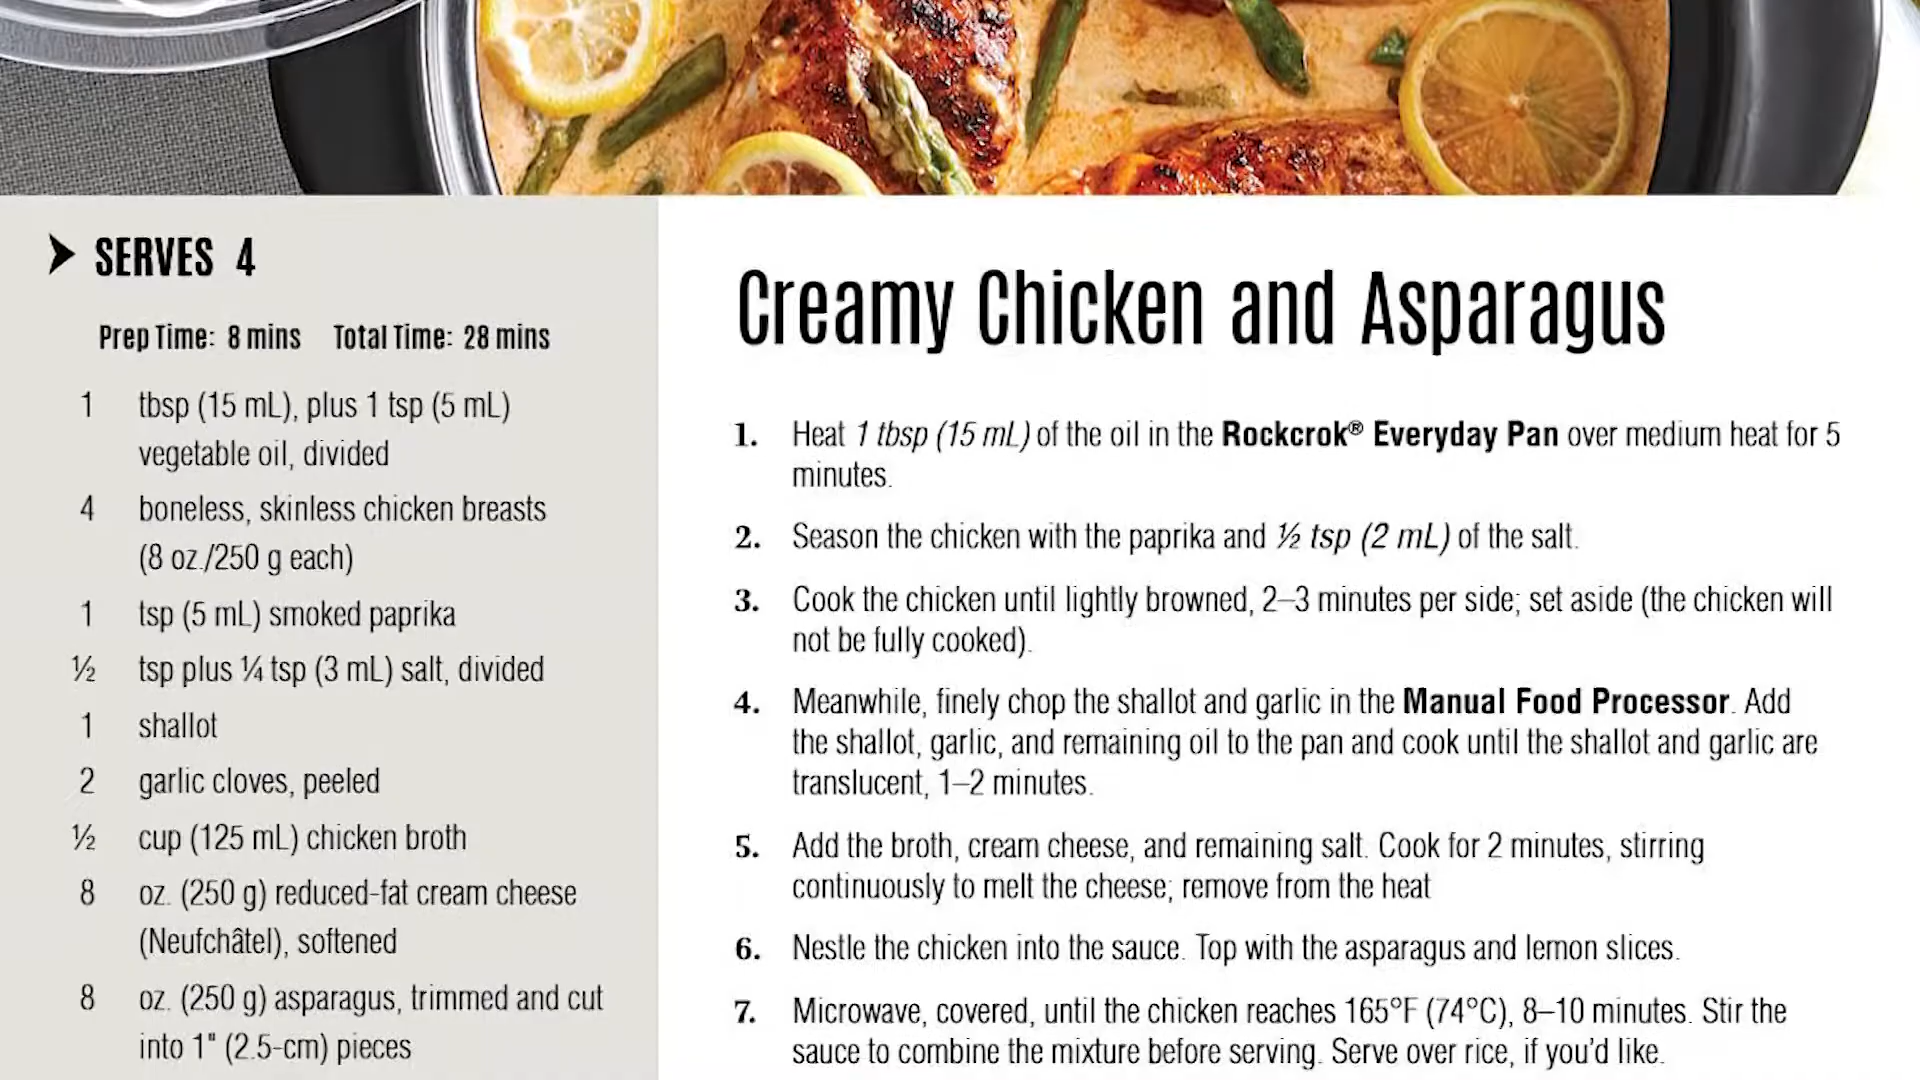 SERVES 4
Prep Time: 8 mins Total Time: 28 mins
1 tbsp (15 mL), plus 1 tsp (5 mL)
vegetable oil, divided
4 boneless, skinless chicken breasts
(8 oz./250 g each)
1 tsp (5 mL) smoked paprika
½ tsp plus ¼ tsp (3 mL) salt, divided
1 shallot
2 garlic cloves, peeled
½ cup (125 mL) chicken broth
8 oz. (250 g) reduced-fat cream cheese
(Neufchâtel), softened
8 oz. (250 g) asparagus, trimmed and cut
into 1" (2.5-cm) pieces
Creamy Chicken and Asparagus
1. Heat 1 tbsp (15 mL) of the oil in the Rockcrok® Everyday Pan over medium heat for 5
minutes.
2. Season the chicken with the paprika and ½ tsp (2 mL) of the salt.
3. Cook the chicken until lightly browned, 2–3 minutes per side; set aside (the chicken will
not be fully cooked).
4. Meanwhile, finely chop the shallot and garlic in the Manual Food Processor. Add
the shallot, garlic, and remaining oil to the pan and cook until the shallot and garlic are
translucent, 1–2 minutes.
5. Add the broth, cream cheese, and remaining salt. Cook for 2 minutes, stirring
continuously to melt the cheese; remove from the heat
6. Nestle the chicken into the sauce. Top with the asparagus and lemon slices.
7. Microwave, covered, until the chicken reaches 165°F (74°C), 8–10 minutes. Stir the
sauce to combine the mixture before serving. Serve over rice, if you'd like.